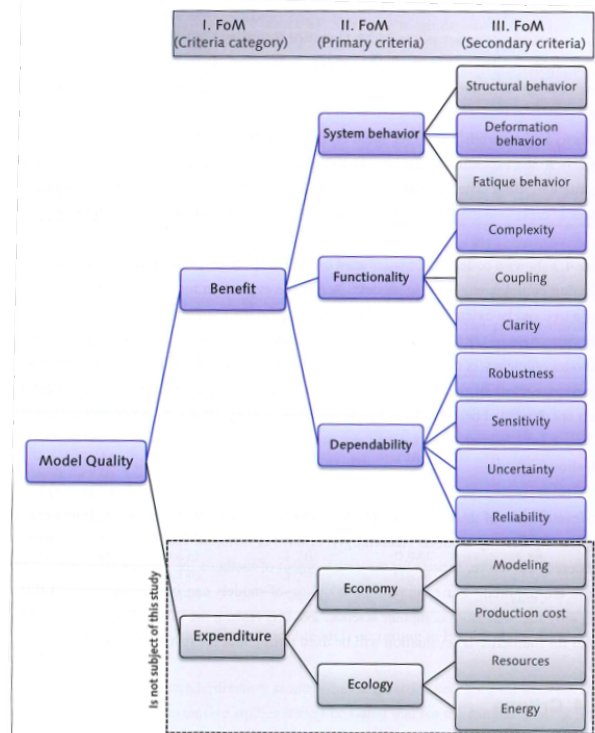 I. FoM
(Criteria category)
II. FoM
(Primary criteria)
III. FoM
(Secondary criteria)
Structural behavior
System behavior
Deformation
behavior
Fatique behavior
Complexity
Benefit
Functionality
Coupling
Clarity
Robustness
Sensitivity
Dependability
Model Quality
Uncertainty
Reliability
Is not subject of this study
Modeling
Economy
Production cost
Expenditure
Resources
Ecology
Energy